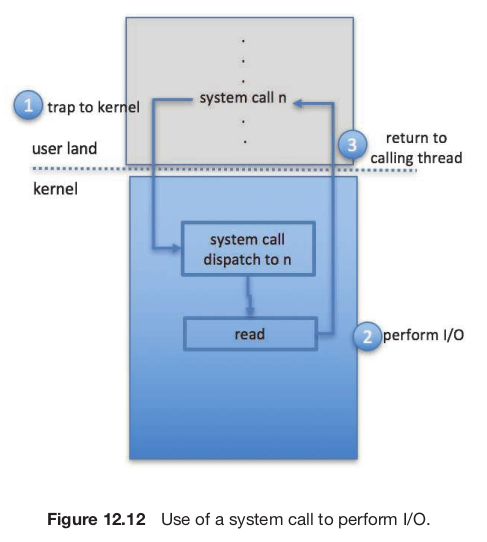 system call n
1
trap to kernel
3
return to
calling thread
user land
kernel
system call
dispatch to n
read
2
perform I/O
Figure 12.12 Use of a system call to perform I/O.